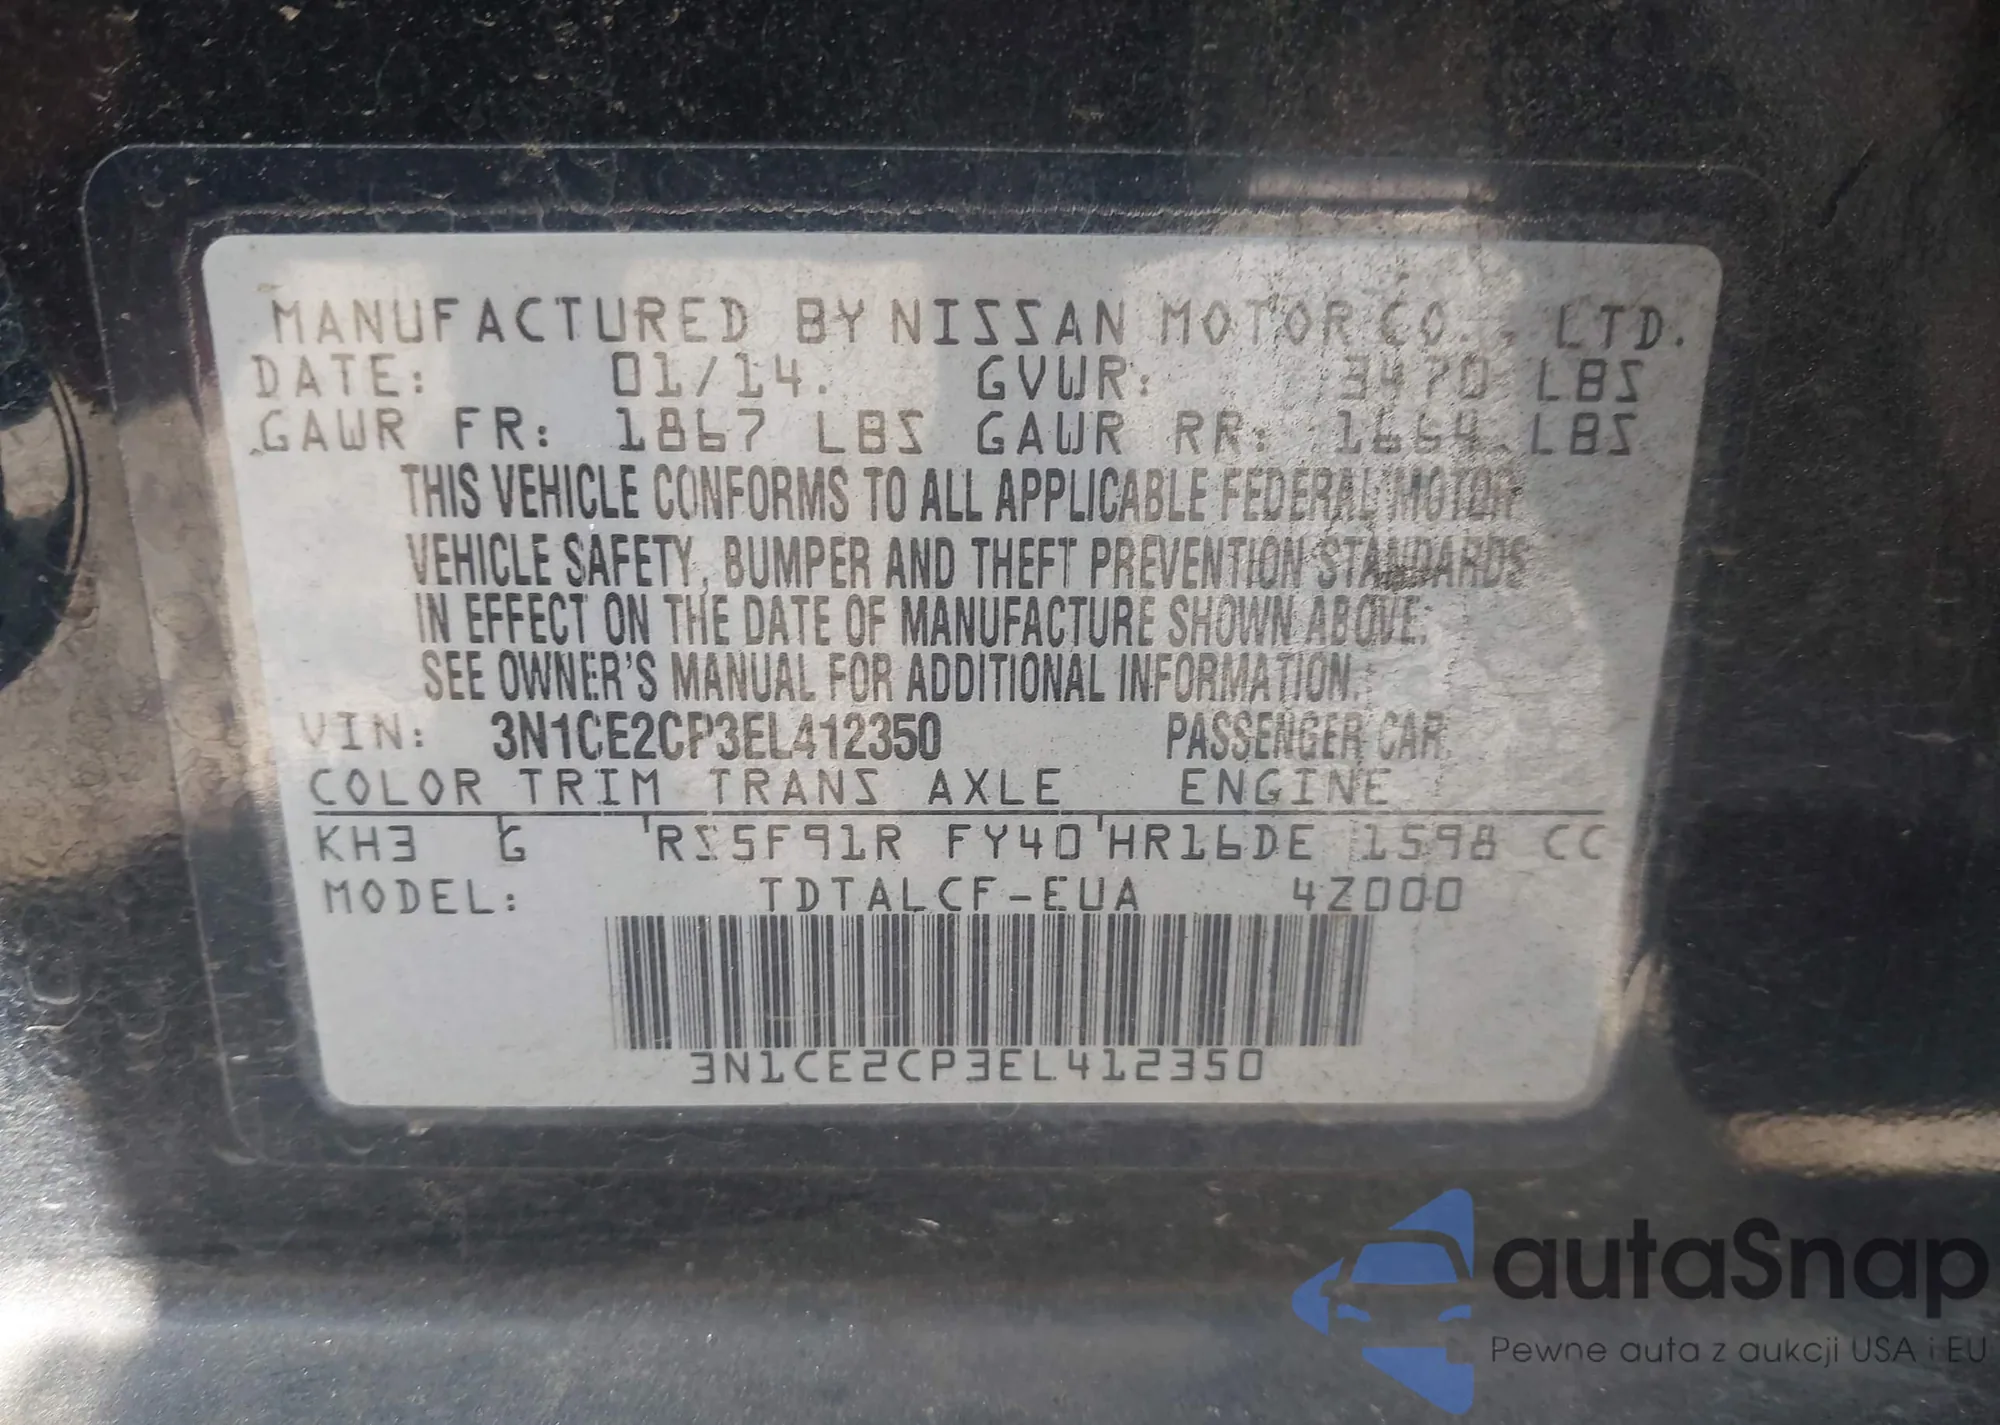 MANUFACTURED BY NISSAN MOTOR CO., LTD.
DATE: 01/14. GVWR: 3470 LBS
GAWR FR: 1867 LBS GAWR RR: 1664 LBS
THIS VEHICLE CONFORMS TO ALL APPLICABLE FEDERAL MOTOR
VEHICLE SAFETY, BUMPER AND THEFT PREVENTION STANDARDS
IN EFFECT ON THE DATE OF MANUFACTURE SHOWN ABOVE:
SEE OWNER'S MANUAL FOR ADDITIONAL INFORMATION.
VIN: 3N1CE2CP3EL412350 PASSENGER CAR
COLOR TRIM TRANS AXLE ENGINE
KH3 G RS5F91R FY40 HR16DE 1598 CC
MODEL: TDTALCF-EUA 4Z000
3N1CE2CP3EL412350
autaSnap
Pewne auta z aukcji USA i EU